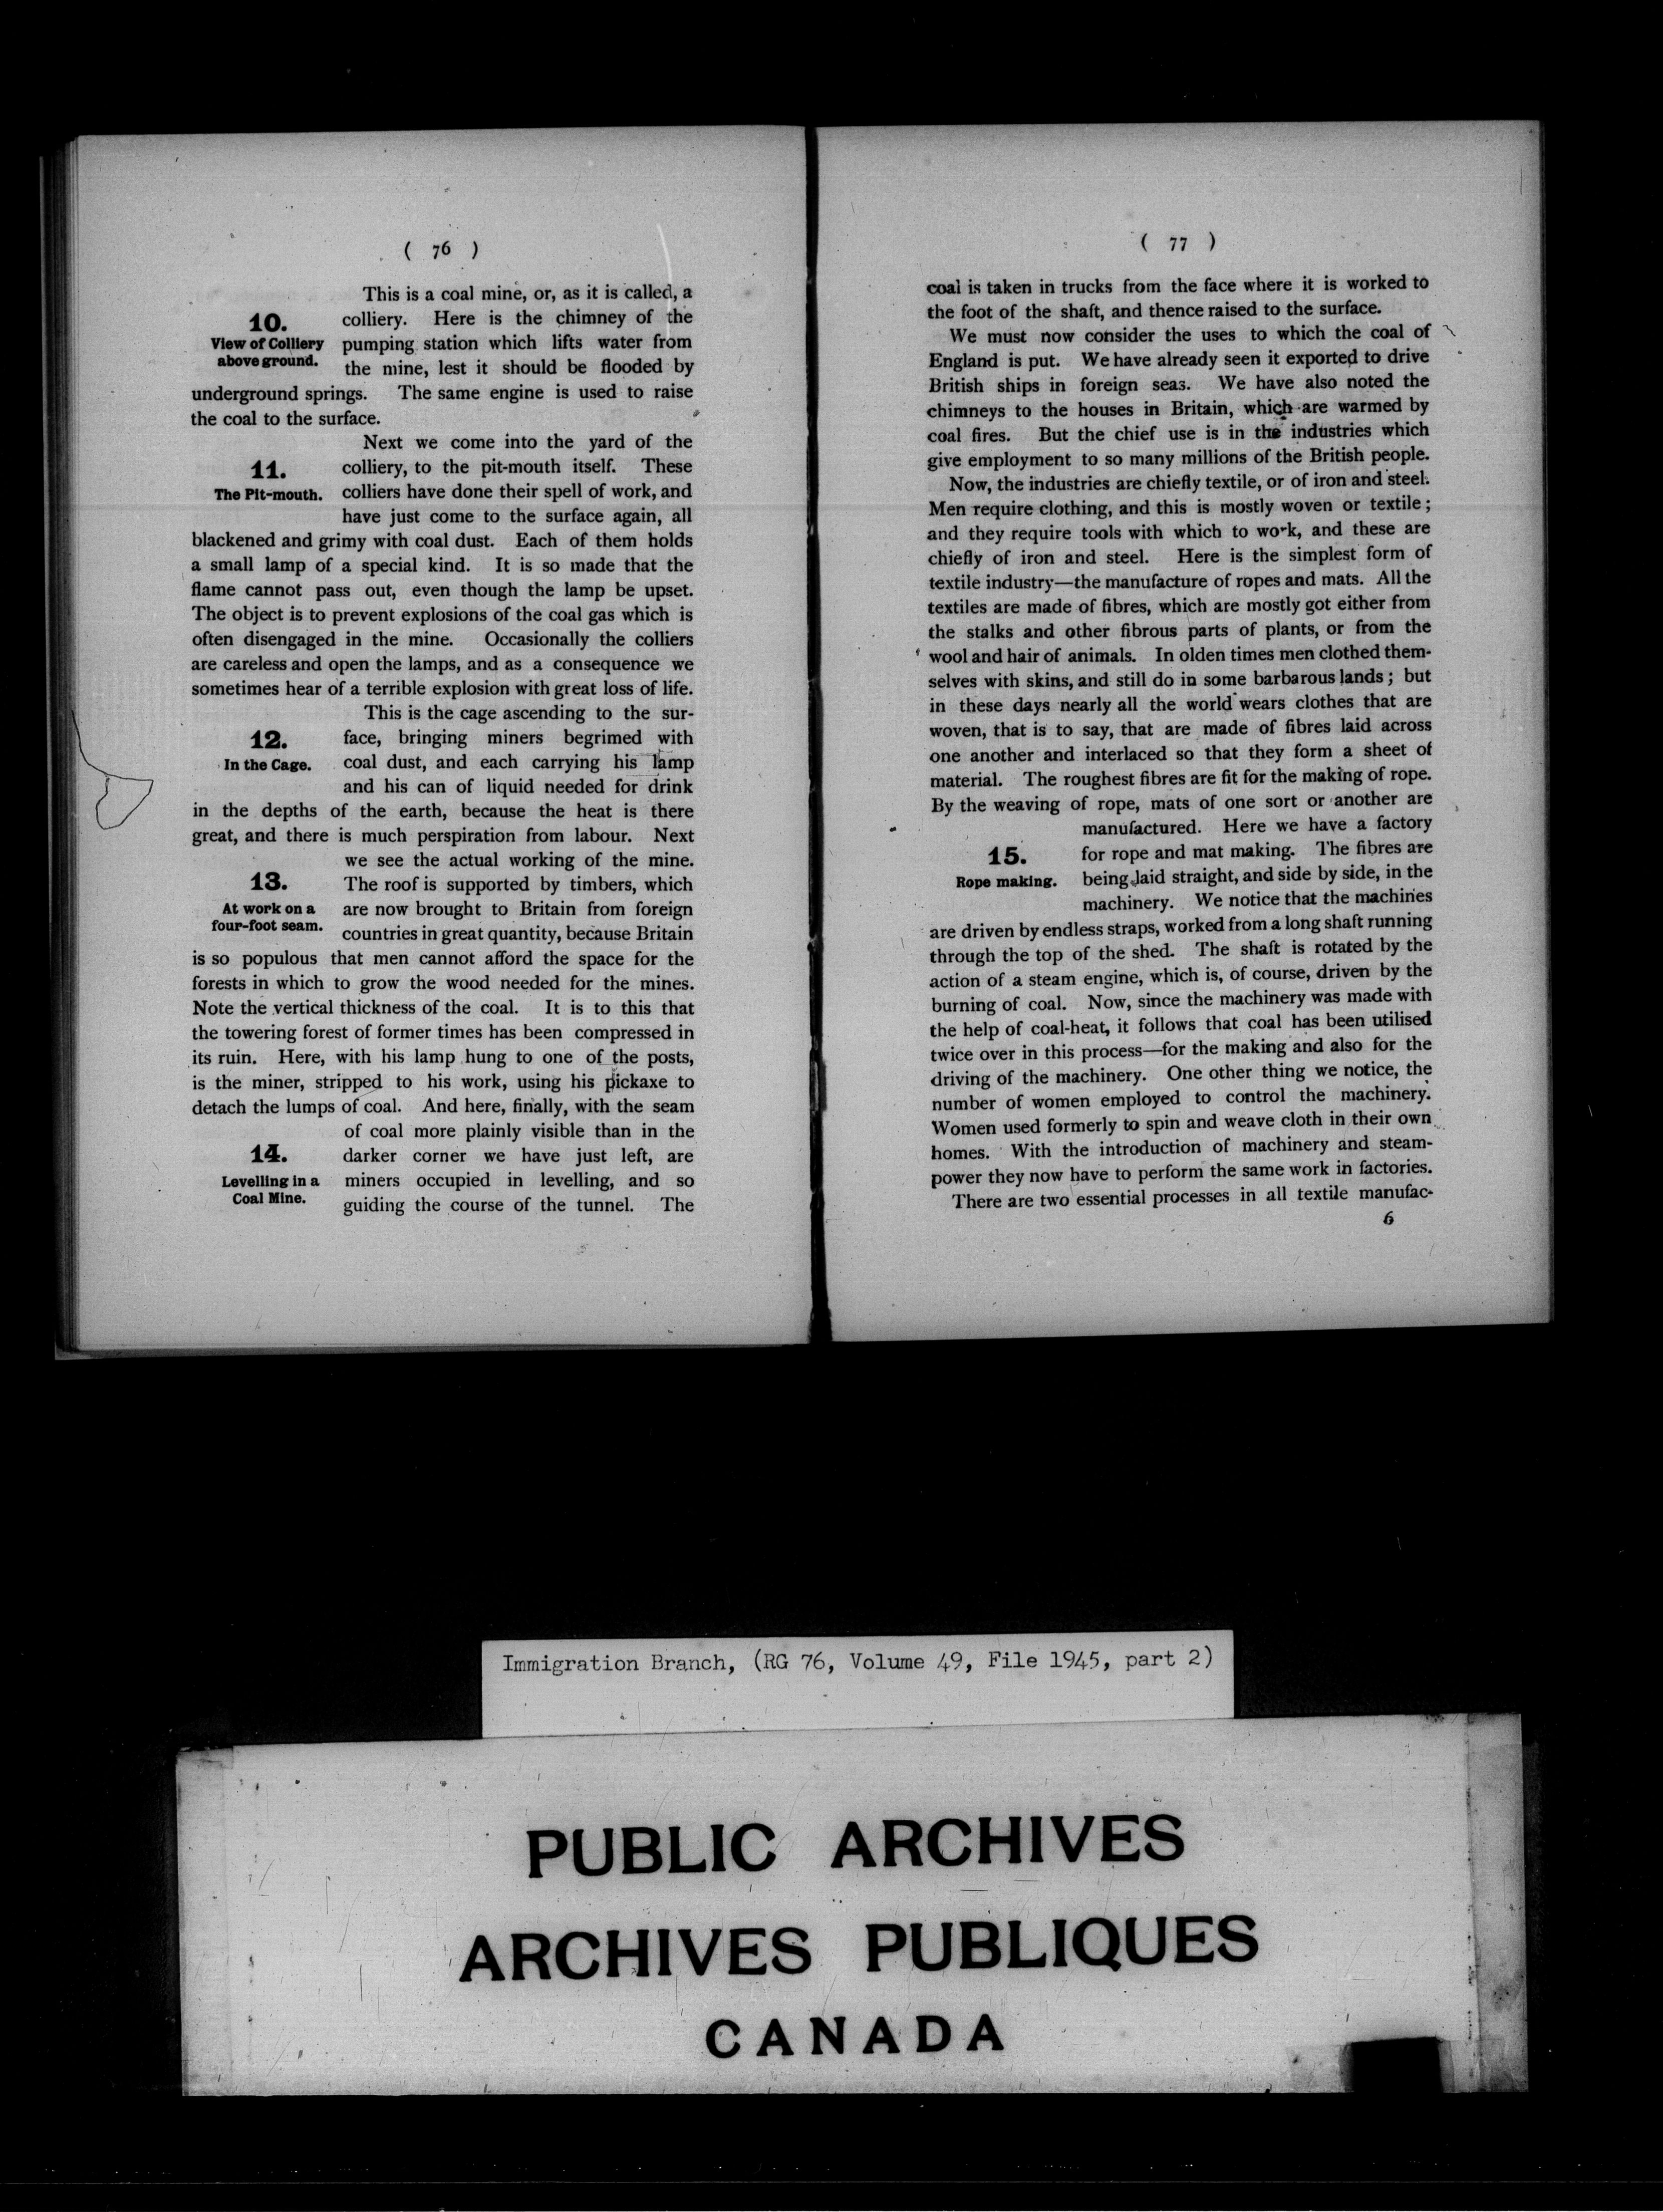 ( 76 )
This is a coal mine, or, as it is called, a
10.
colliery. Here is the chimney of the
View of Colliery
above ground.
pumping station which lifts water from
the mine, lest it should be flooded by
underground springs. The same engine is used to raise
the coal to the surface.
Next we come into the yard of the
11.
colliery, to the pit-mouth itself. These
The Pit-mouth.
colliers have done their spell of work, and
have just come to the surface again, all
blackened and grimy with coal dust. Each of them holds
a small lamp of a special kind. It is so made that the
flame cannot pass out, even though the lamp be upset.
The object is to prevent explosions of the coal gas which is
often disengaged in the mine. Occasionally the colliers
are careless and open the lamps, and as a consequence we
sometimes hear of a terrible explosion with great loss of life.
This is the cage ascending to the sur-
12.
face, bringing miners begrimed with
In the Cage.
coal dust, and each carrying his lamp
and his can of liquid needed for drink
in the depths of the earth, because the heat is there
great, and there is much perspiration from labour. Next
we see the actual working of the mine.
13.
The roof is supported by timbers, which
At work on a
four-foot seam.
are now brought to Britain from foreign
countries in great quantity, because Britain
is so populous that men cannot afford the space for the
forests in which to grow the wood needed for the mines.
Note the vertical thickness of the coal. It is to this that
the towering forest of former times has been compressed in
its ruin. Here, with his lamp hung to one of the posts,
is the miner, stripped to his work, using his pickaxe to
detach the lumps of coal. And here, finally, with the seam
of coal more plainly visible than in the
14.
darker corner we have just left, are
Levelling in a
Coal Mine.
miners occupied in levelling, and so
guiding the course of the tunnel. The
( 77 )
coal is taken in trucks from the face where it is worked to
the foot of the shaft, and thence raised to the surface.
We must now consider the uses to which the coal of
England is put. We have already seen it exported to drive
British ships in foreign seas. We have also noted the
chimneys to the houses in Britain, which are warmed by
coal fires. But the chief use is in the industries which
give employment to so many millions of the British people.
Now, the industries are chiefly textile, or of iron and steel.
Men require clothing, and this is mostly woven or textile;
and they require tools with which to work, and these are
chiefly of iron and steel. Here is the simplest form of
textile industry—the manufacture of ropes and mats. All the
textiles are made of fibres, which are mostly got either from
the stalks and other fibrous parts of plants, or from the
wool and hair of animals. In olden times men clothed them-
selves with skins, and still do in some barbarous lands; but
in these days nearly all the world wears clothes that are
woven, that is to say, that are made of fibres laid across
one another and interlaced so that they form a sheet of
material. The roughest fibres are fit for the making of rope.
By the weaving of rope, mats of one sort or another are
manufactured. Here we have a factory
15.
for rope and mat making. The fibres are
Rope making.
being laid straight, and side by side, in the
machinery. We notice that the machines
are driven by endless straps, worked from a long shaft running
through the top of the shed. The shaft is rotated by the
action of a steam engine, which is, of course, driven by the
burning of coal. Now, since the machinery was made with
the help of coal-heat, it follows that coal has been utilised
twice over in this process—for the making and also for the
driving of the machinery. One other thing we notice, the
number of women employed to control the machinery.
Women used formerly to spin and weave cloth in their own
homes. With the introduction of machinery and steam-
power they now have to perform the same work in factories.
There are two essential processes in all textile manufac-
6
Immigration Branch, (RG 76, Volume 49, File 1945, part 2)
PUBLIC ARCHIVES
ARCHIVES PUBLIQUES
CANADA